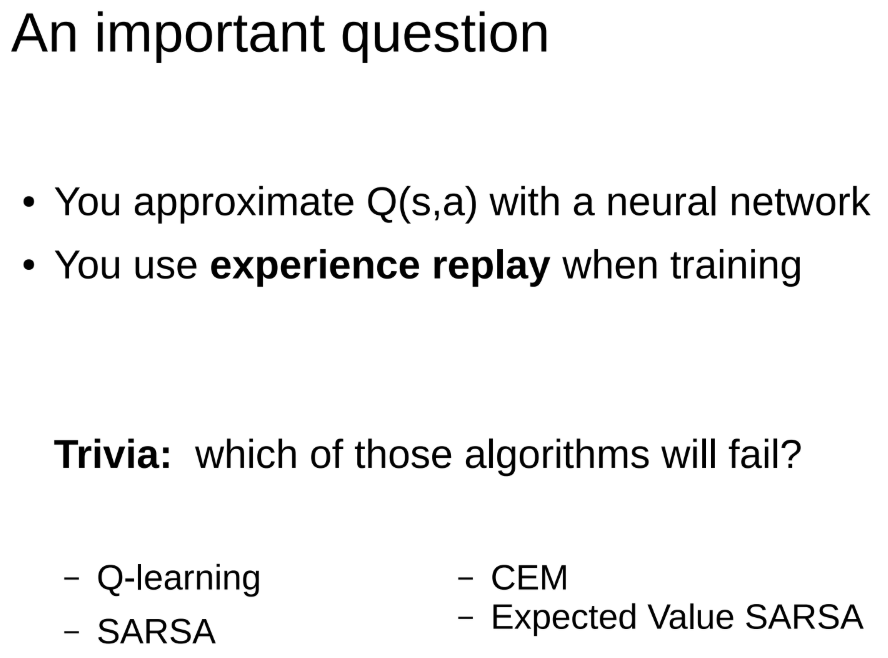 An important question
• You approximate Q(s,a) with a neural network
• You use experience replay when training
Trivia: which of those algorithms will fail?
– Q-learning
– SARSA
– CEM
– Expected Value SARSA